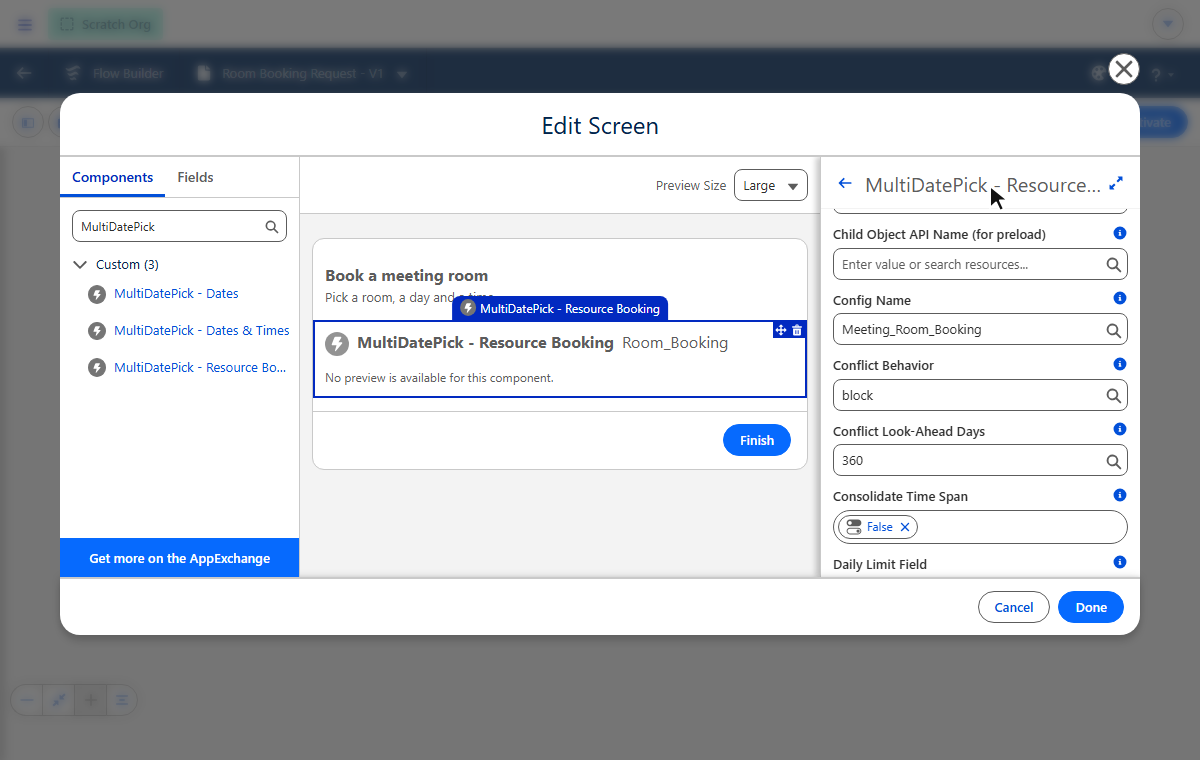 Scratch Org
Flow Builder
Room Booking Request - V1
?
Edit Screen
Components
Fields
MultiDatePick
Custom (3)
MultiDatePick - Dates
MultiDatePick - Dates & Times
MultiDatePick - Resource Bo...
Get more on the AppExchange
Preview Size
Large
Book a meeting room
Pick a room, a day and a time.
MultiDatePick - Resource Booking
MultiDatePick - Resource Booking Room_Booking
No preview is available for this component.
Finish
MultiDatePick - Resource...
Child Object API Name (for preload)
Enter value or search resources...
Config Name
Meeting_Room_Booking
Conflict Behavior
block
Conflict Look-Ahead Days
360
Consolidate Time Span
False
Daily Limit Field
Cancel
Done